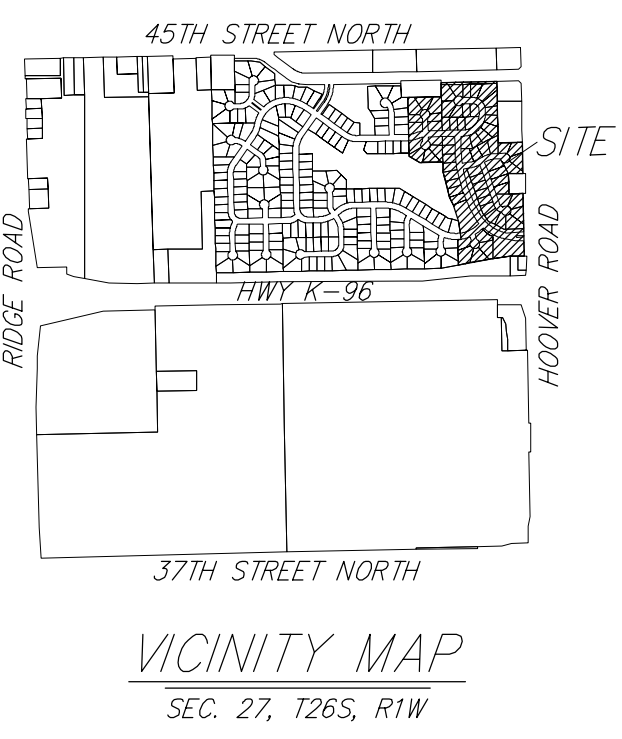 45TH STREET NORTH
SITE
RIDGE ROAD
HOOVER ROAD
HWY K-96
37TH STREET NORTH
VICINITY MAP
SEC. 27, T26S, R1W